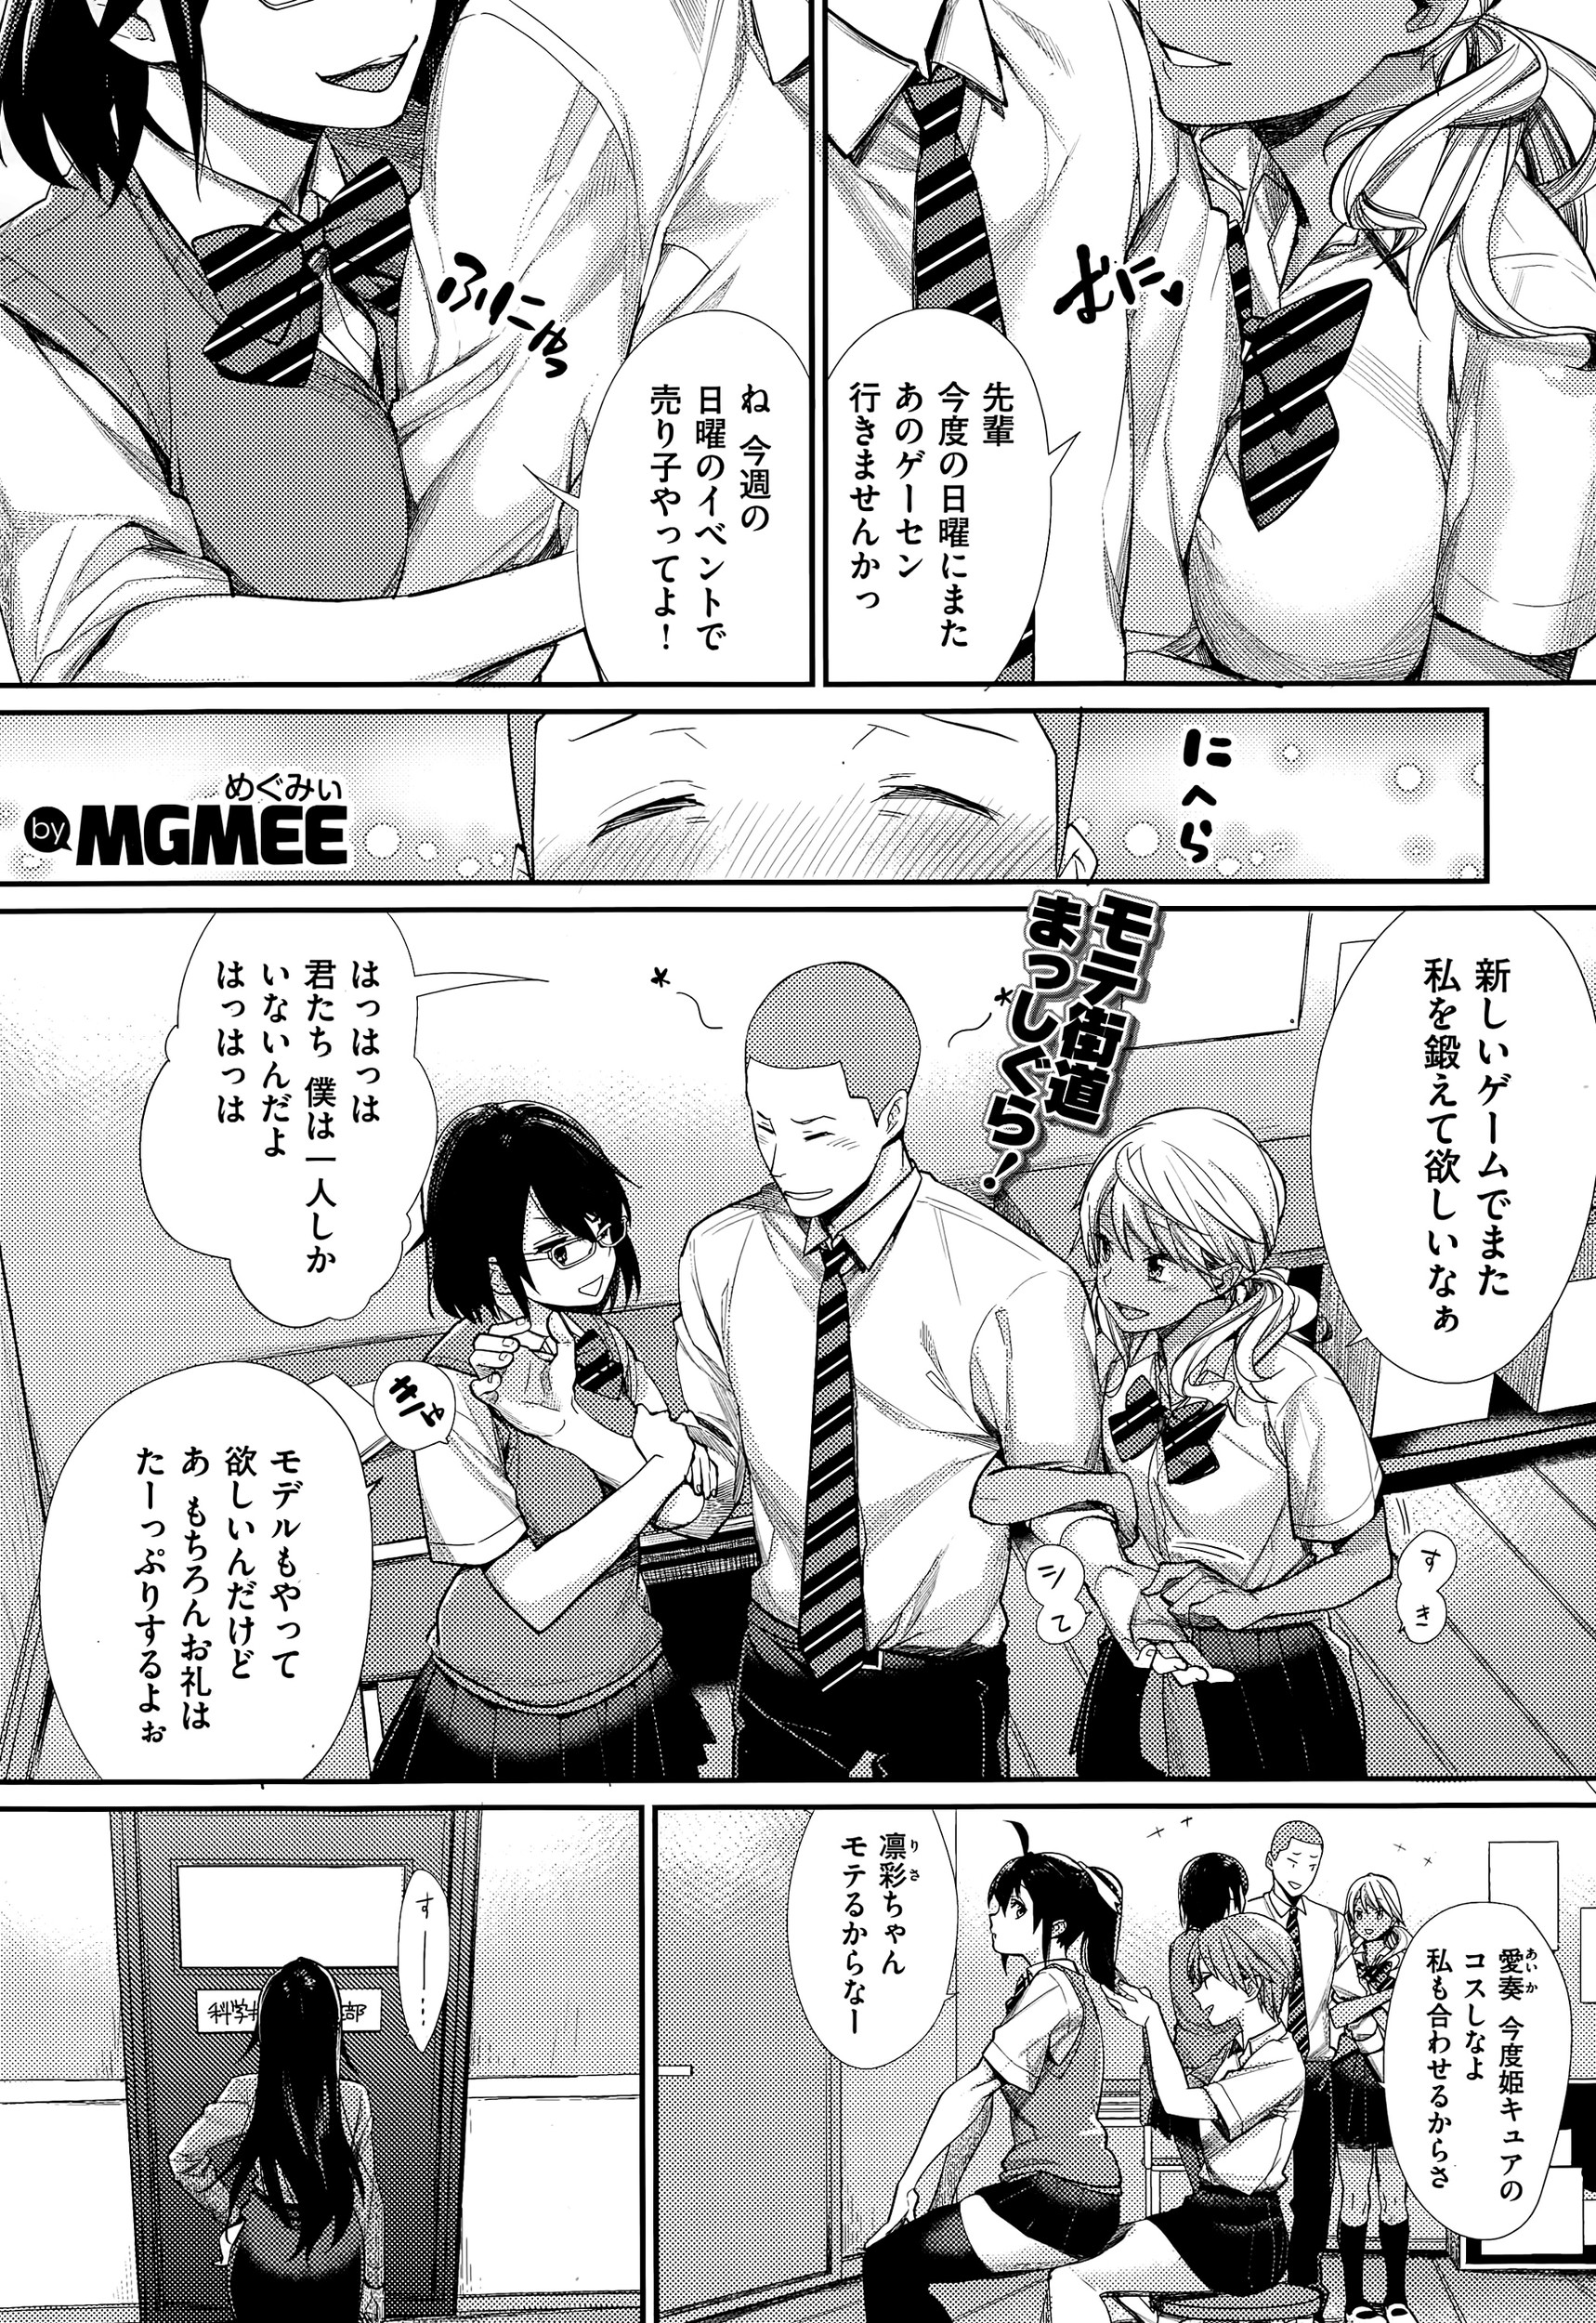 むに♥
先輩
今度の日曜にまた
あのゲーセン
行きませんかっ
ふにゅ
ね 今週の
日曜のイベントで
売り子やってよ！
にへら
めぐみぃ
by MGMEE
モテ街道
まっしぐら！
新しいゲームでまた
私を鍛えて欲しいなぁ
はっはっは
君たち 僕は一人しか
いないんだよ
はっはっは
すき
きゅ
モデルもやって
欲しいんだけど
あ もちろんお礼は
たーっぷりするよぉ
愛奏 今度姫キュアの
あいか
コスしなよ
私も合わせるからさ
凛彩ちゃん
りさ
モテるからなー
すー…
科学
部